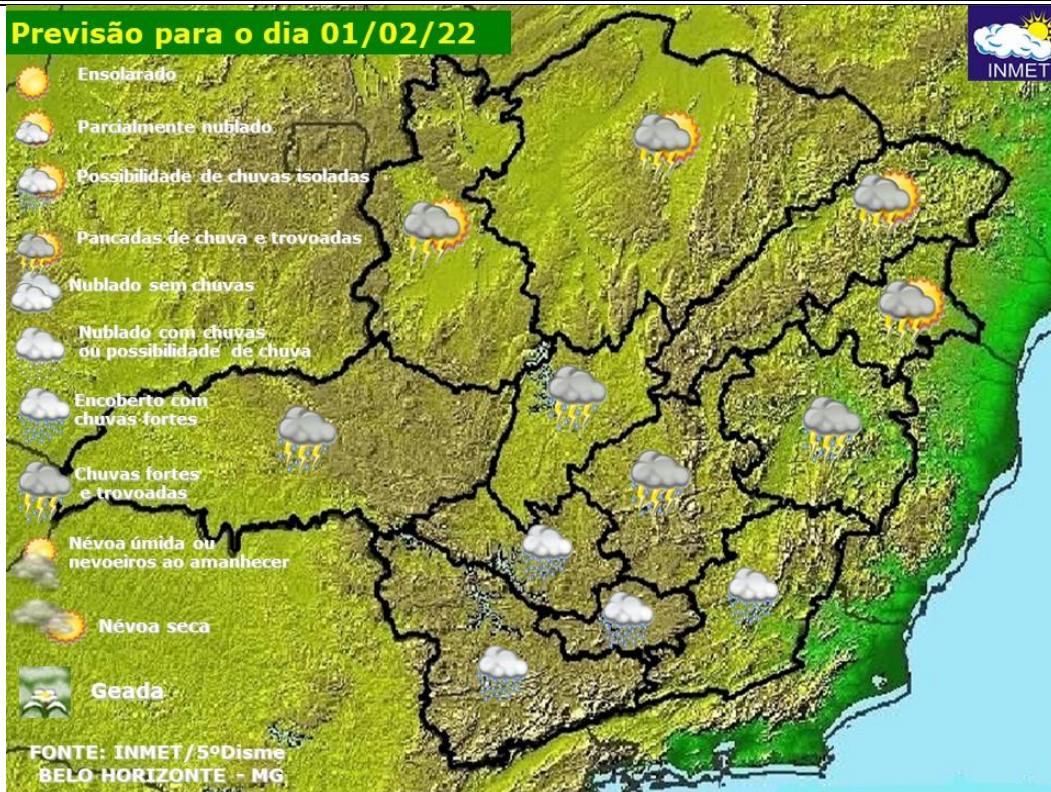 Previsão para o dia 01/02/22
INMET
Ensolarado
Parcialmente nublado
Possibilidade de chuvas isoladas
Pancadas de chuva e trovoadas
Nublado sem chuvas
Nublado com chuvas
ou possibilidade de chuva
Encoberto com
chuvas fortes
Chuvas fortes
e trovoadas
Névoa úmida ou
nevoeiros ao amanhecer
Névoa seca
Geada
FONTE: INMET/5ºDisme
BELO HORIZONTE - MG